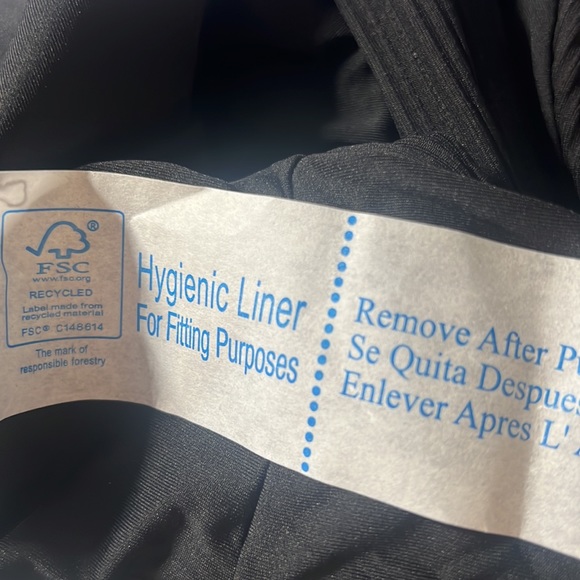 ®
FSC
www.fsc.org
RECYCLED
Label made from
recycled material
FSC® C148614
The mark of
responsible forestry
Hygienic Liner
For Fitting Purposes
Remove After
Se Quita Despues
Enlever Apres L'